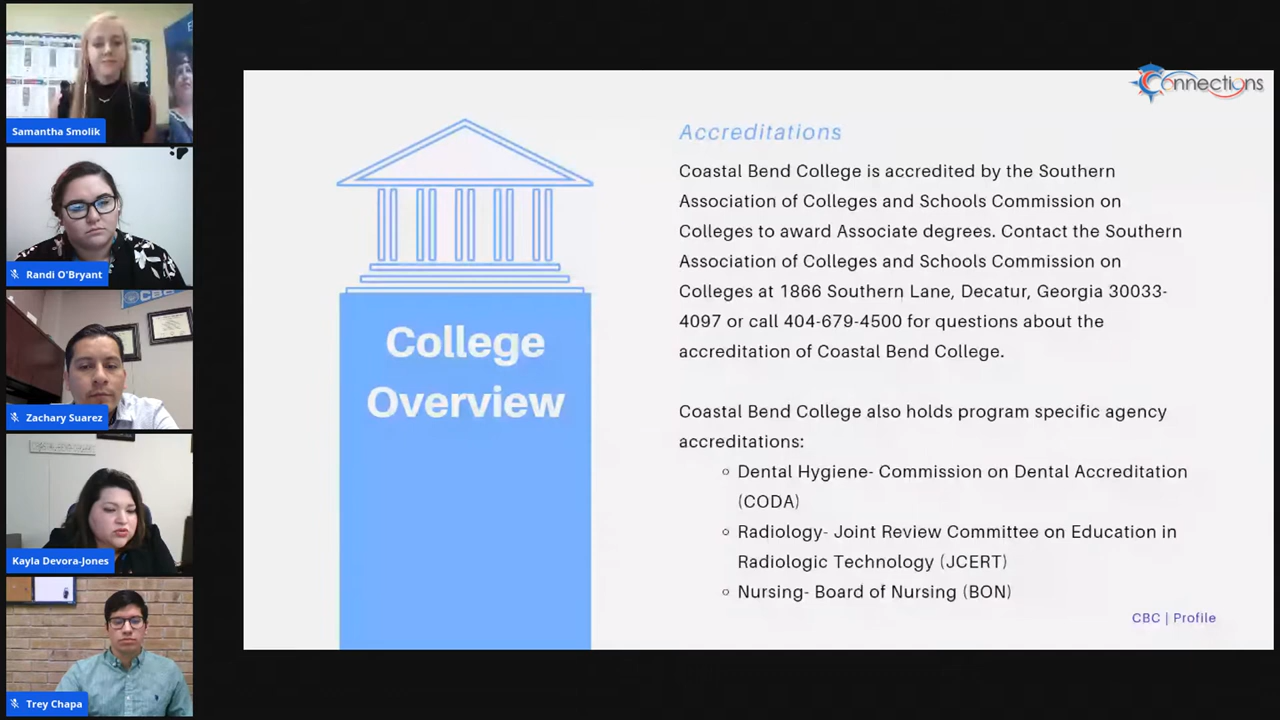 Samantha Smolik
Randi O'Bryant
CBC
Zachary Suarez
Kayla Devora-Jones
Trey Chapa
Connections
College
Overview
Accreditations
Coastal Bend College is accredited by the Southern
Association of Colleges and Schools Commission on
Colleges to award Associate degrees. Contact the Southern
Association of Colleges and Schools Commission on
Colleges at 1866 Southern Lane, Decatur, Georgia 30033-
4097 or call 404-679-4500 for questions about the
accreditation of Coastal Bend College.
Coastal Bend College also holds program specific agency
accreditations:
Dental Hygiene- Commission on Dental Accreditation
(CODA)
Radiology- Joint Review Committee on Education in
Radiologic Technology (JCERT)
Nursing- Board of Nursing (BON)
CBC | Profile